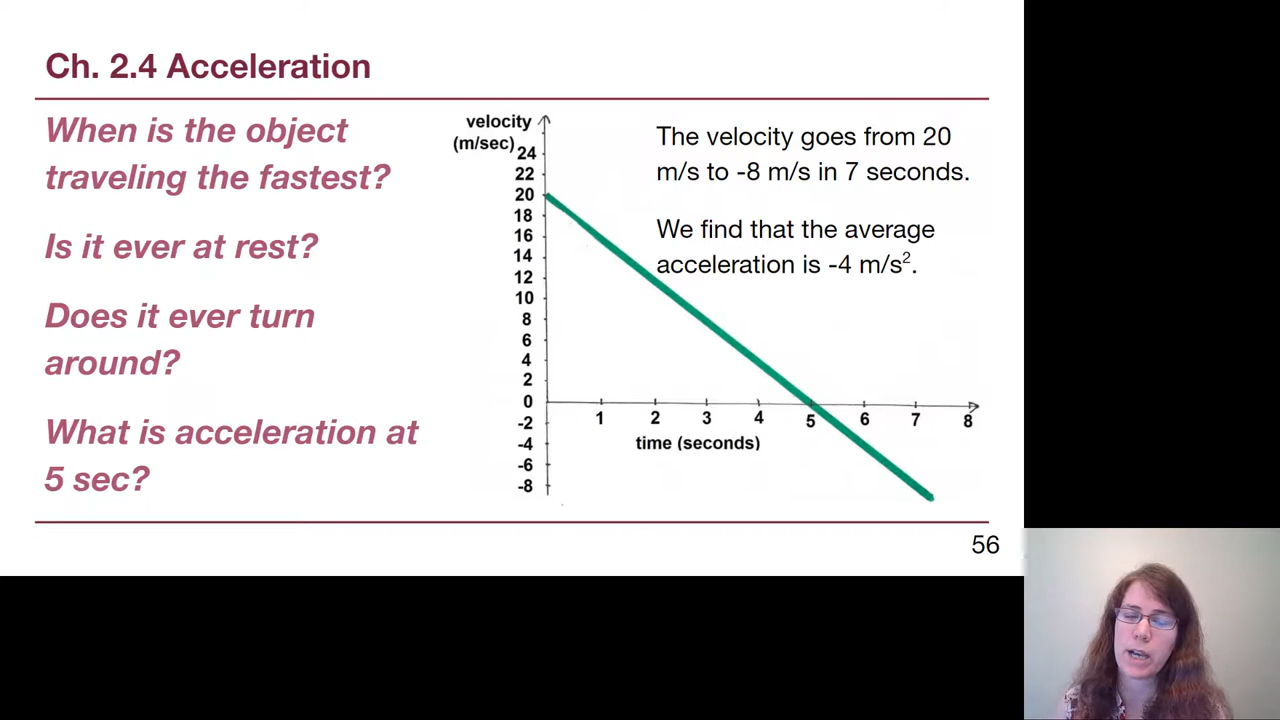 Ch. 2.4 Acceleration
When is the object
traveling the fastest?
Is it ever at rest?
Does it ever turn
around?
What is acceleration at
5 sec?
velocity
(m/sec)
24
22
20
18
16
14
12
10
8
6
4
2
0
-2
-4
-6
-8
1 2 3 4 5 6 7 8
time (seconds)
The velocity goes from 20
m/s to -8 m/s in 7 seconds.
We find that the average
acceleration is -4 m/s².
56